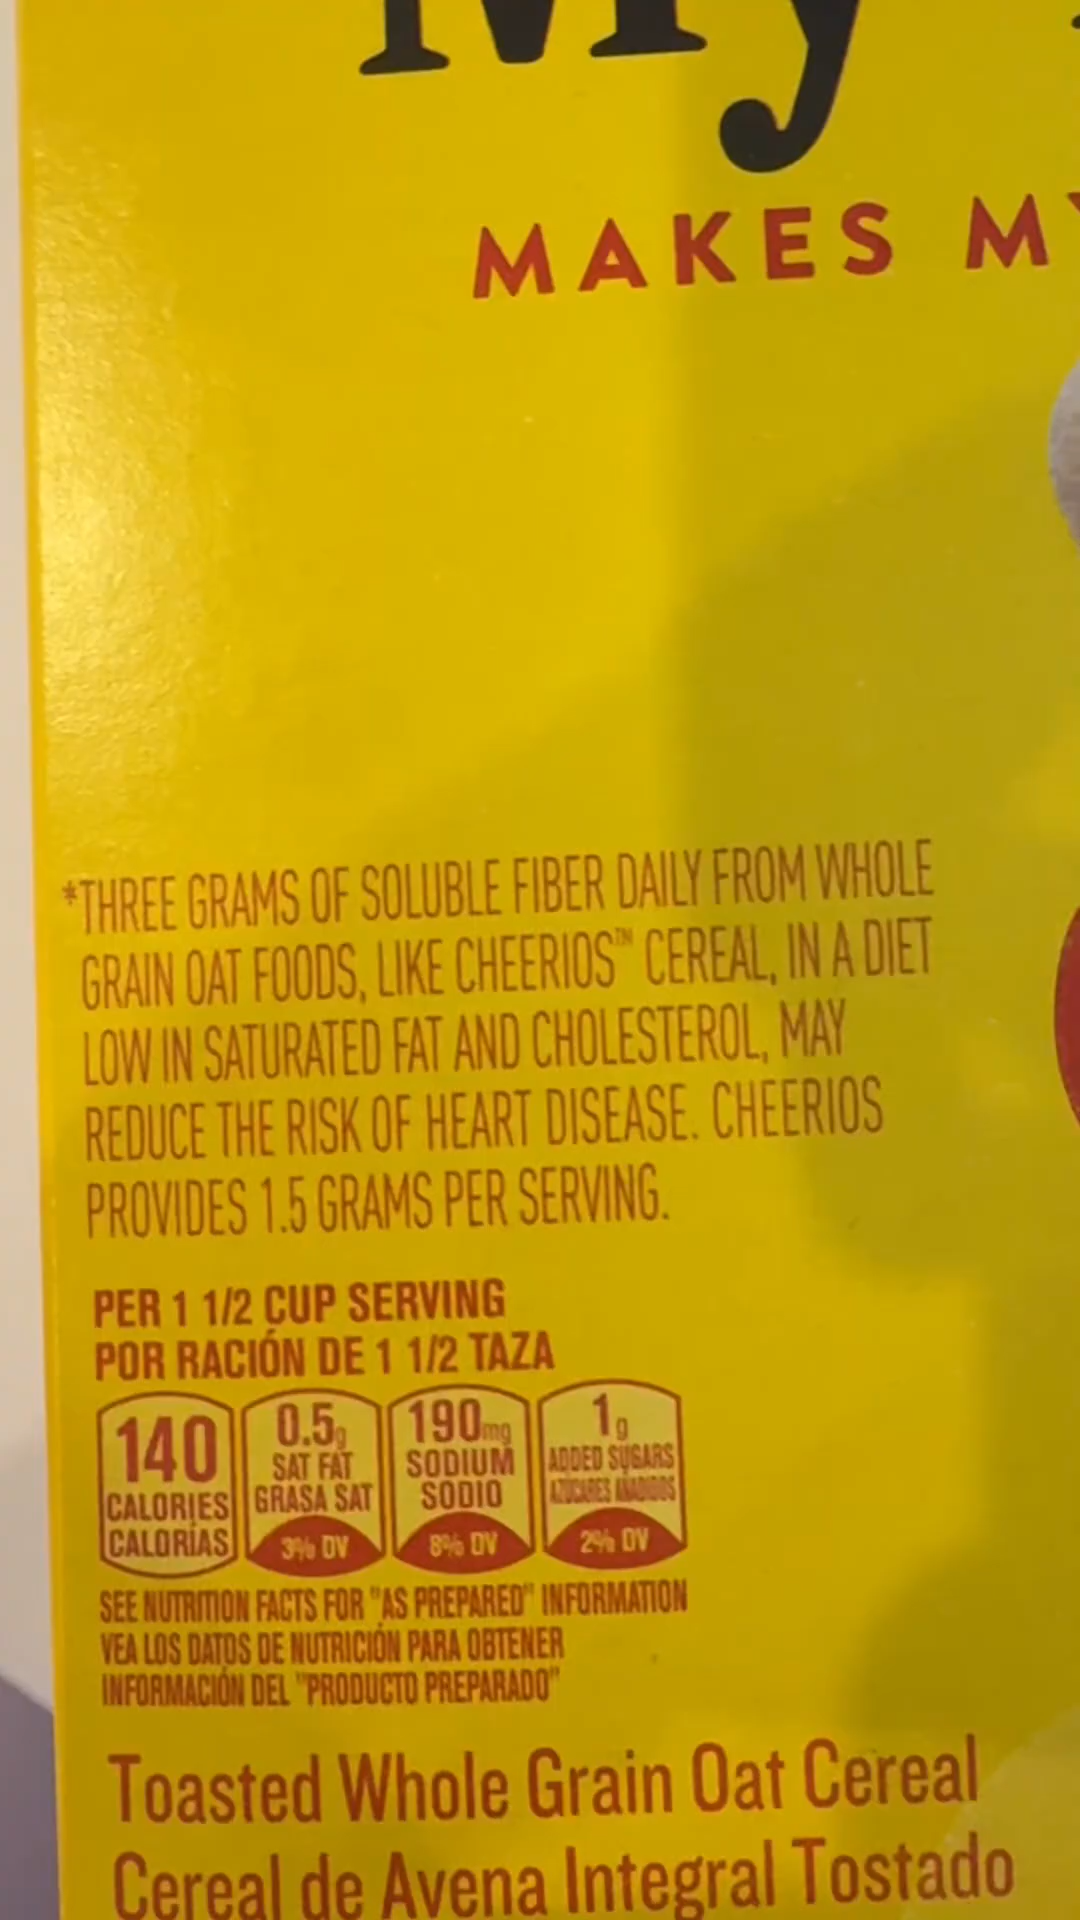 My
MAKES MY
*THREE GRAMS OF SOLUBLE FIBER DAILY FROM WHOLE
GRAIN OAT FOODS, LIKE CHEERIOS™ CEREAL, IN A DIET
LOW IN SATURATED FAT AND CHOLESTEROL, MAY
REDUCE THE RISK OF HEART DISEASE. CHEERIOS
PROVIDES 1.5 GRAMS PER SERVING.
PER 1 1/2 CUP SERVING
POR RACIÓN DE 1 1/2 TAZA
140
CALORIES
CALORÍAS
0.5g
SAT FAT
GRASA SAT
3% DV
190mg
SODIUM
SODIO
8% DV
1g
ADDED SUGARS
AZÚCARES AÑADIDOS
2% DV
SEE NUTRITION FACTS FOR "AS PREPARED" INFORMATION
VEA LOS DATOS DE NUTRICIÓN PARA OBTENER
INFORMACIÓN DEL "PRODUCTO PREPARADO"
Toasted Whole Grain Oat Cereal
Cereal de Avena Integral Tostado